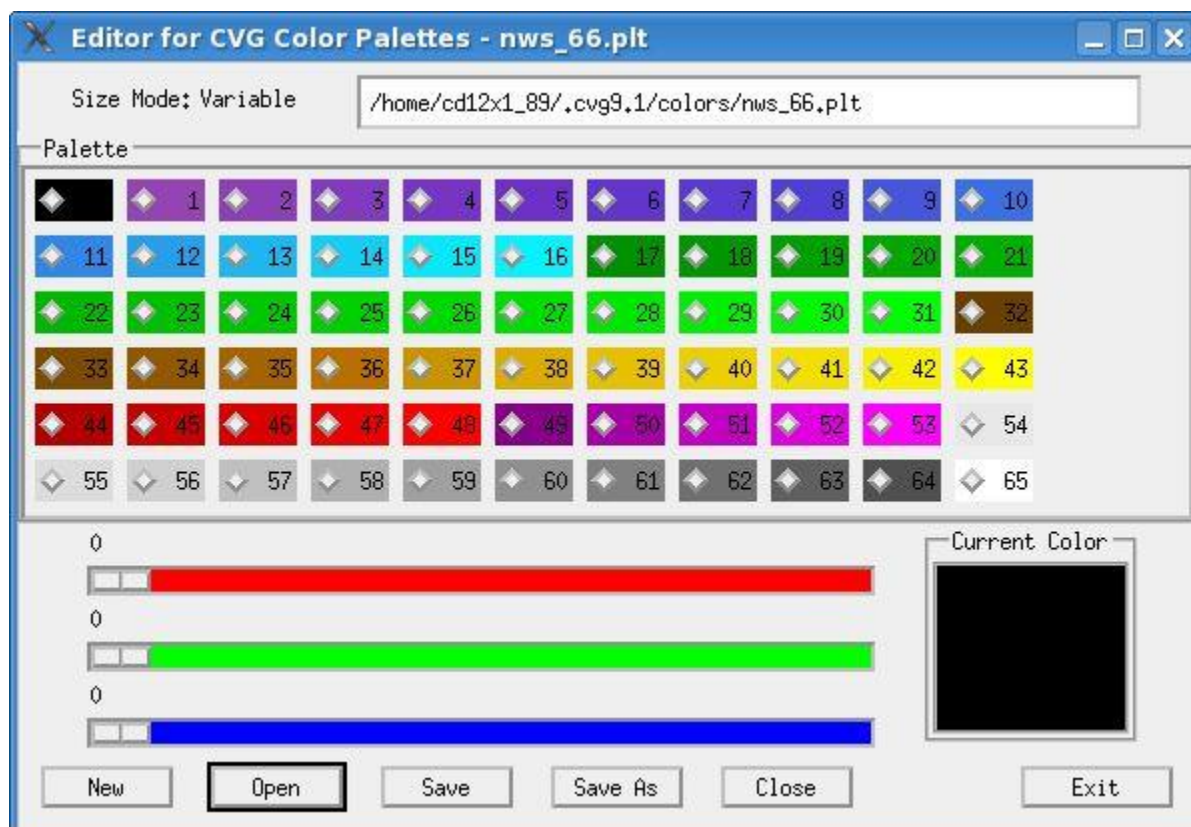 Editor for CVG Color Palettes - nws_66.plt
Size Mode: Variable /home/cd12x1_89/.cvg9.1/colors/nws_66.plt
Palette
1 2 3 4 5 6 7 8 9 10
11 12 13 14 15 16 17 18 19 20 21
22 23 24 25 26 27 28 29 30 31 32
33 34 35 36 37 38 39 40 41 42 43
44 45 46 47 48 49 50 51 52 53 54
55 56 57 58 59 60 61 62 63 64 65
0 Current Color
0
0
New Open Save Save As Close Exit